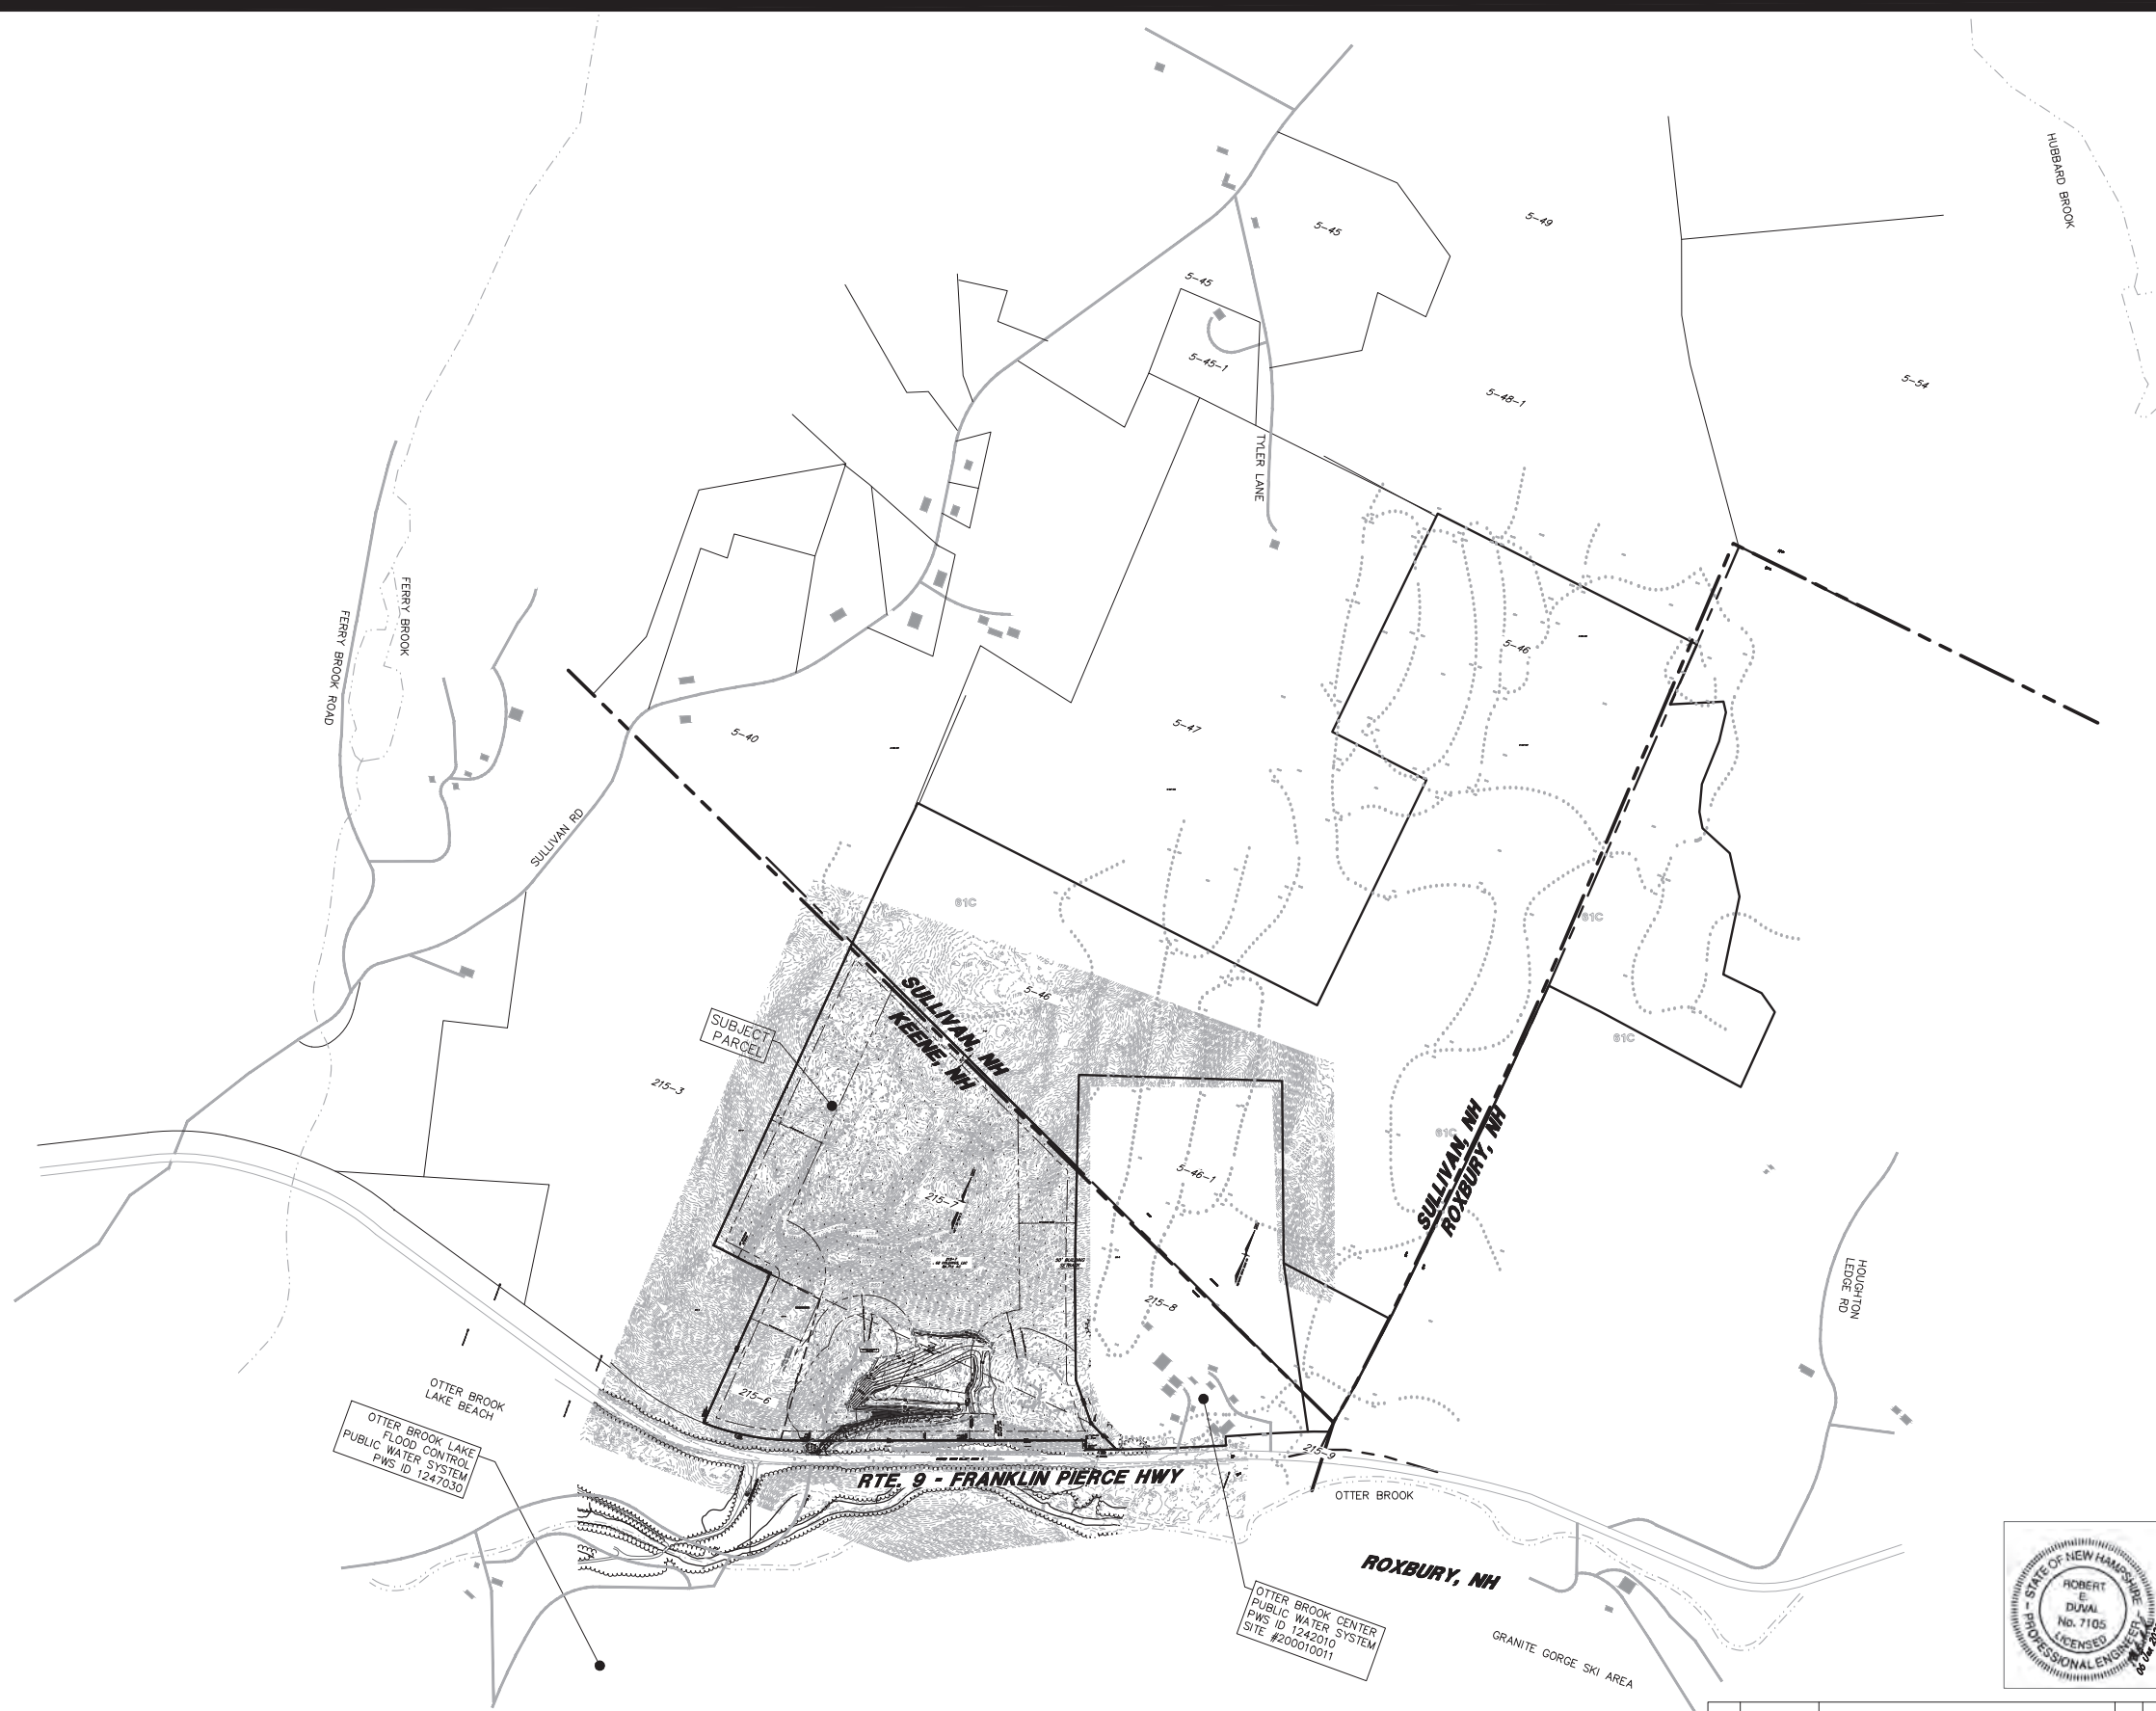 HUBBARD BROOK
5-45
5-49
5-45
5-45-1
5-48-1
5-54
TYLER LANE
FERRY BROOK
FERRY BROOK ROAD
5-46
5-40
5-47
SULLIVAN RD
61C
61C
SULLIVAN, NH
KEENE, NH
5-46
SUBJECT
PARCEL
61C
215-3
61C
SULLIVAN, NH
ROXBURY, NH
5-46-1
215-7
50' BUILDING
215-8
HOUGHTON
LEDGE RD
215-6
OTTER BROOK
LAKE BEACH
OTTER BROOK LAKE
FLOOD CONTROL
PUBLIC WATER SYSTEM
PWS ID 1247030
215-9
RTE. 9 - FRANKLIN PIERCE HWY
OTTER BROOK
ROXBURY, NH
OTTER BROOK CENTER
PUBLIC WATER SYSTEM
PWS ID 1242010
SITE #200010011
GRANITE GORGE SKI AREA
STATE OF NEW HAMPSHIRE
ROBERT
E.
DUVAL
No. 7105
LICENSED
PROFESSIONAL ENGINEER